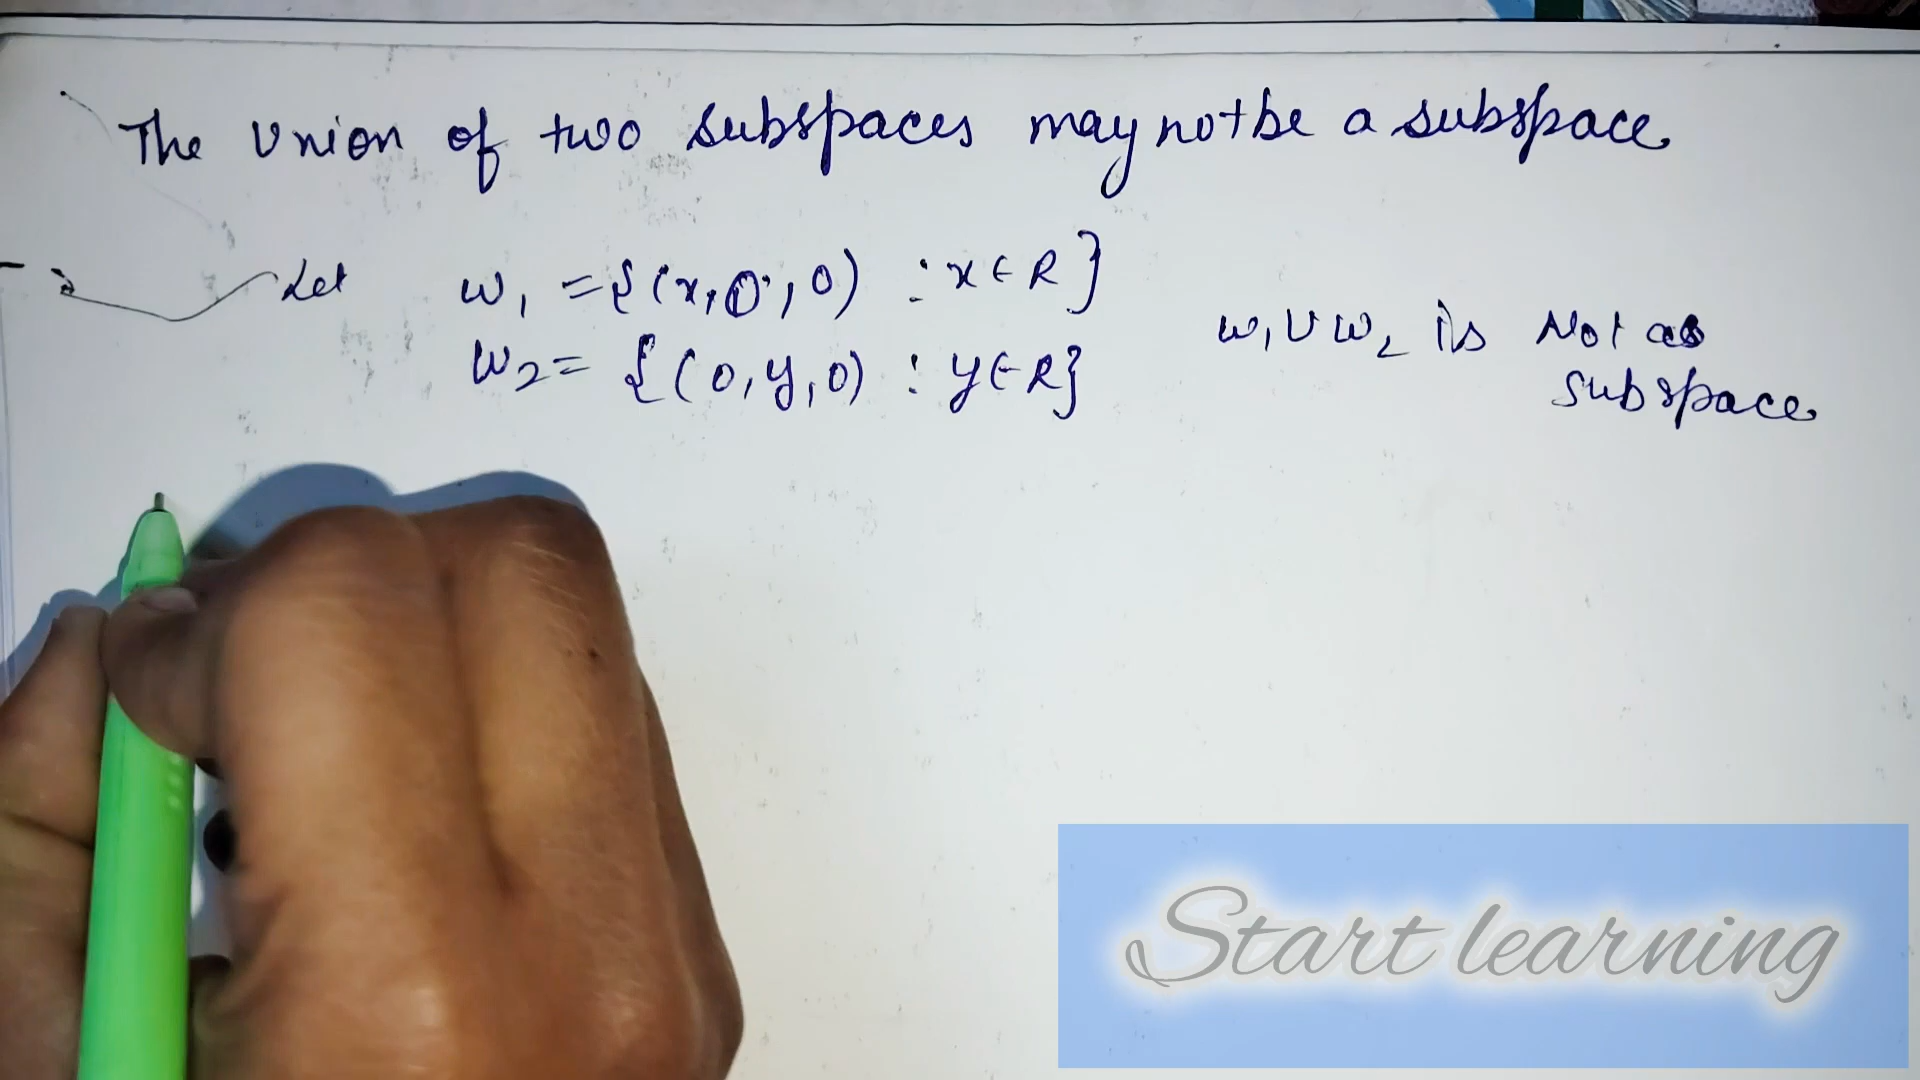 The Union of two subspaces may not be a subspace
Let w₁ = {(x, 0, 0) : x ∈ R}
w₂ = {(0, y, 0) : y ∈ R}
w₁ ∪ w₂ is Not a
subspace
Start learning